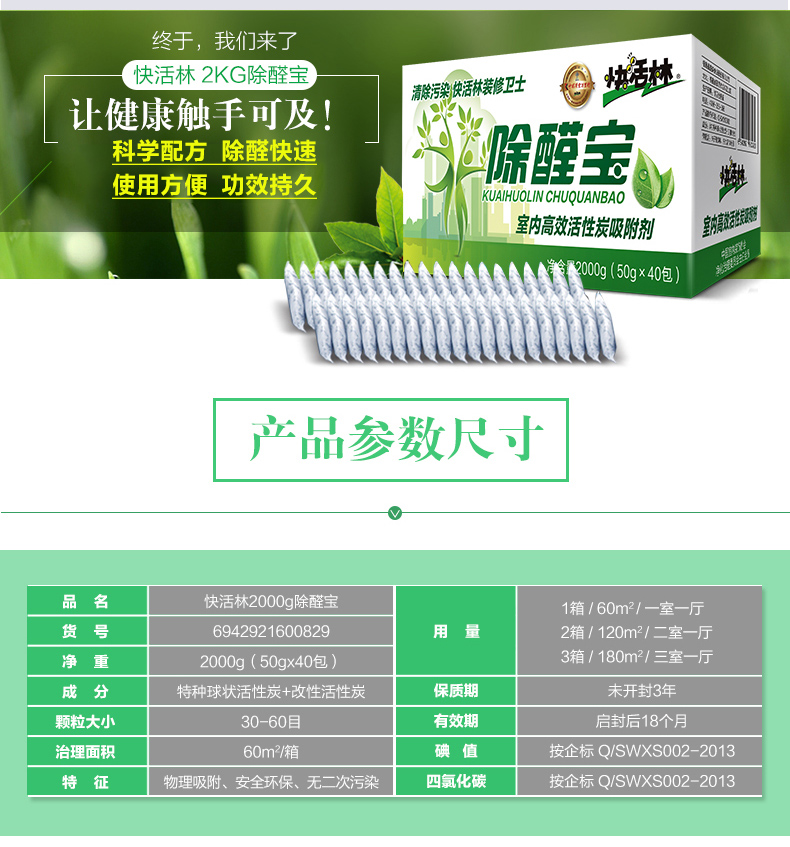 终于，我们来了
快活林 2KG除醛宝
让健康触手可及！
科学配方 除醛快速
使用方便 功效持久
清除污染 快活林装修卫士
快活林®
除醛宝
KUAIHUOLIN CHUQUANBAO
室内高效活性炭吸附剂
净含量2000g（50g×40包）
快活林
室内高效活性炭吸附剂
产品参数尺寸
品 名 快活林2000g除醛宝
货 号 6942921600829
净 重 2000g（50gx40包）
成 分 特种球状活性炭+改性活性炭
颗粒大小 30-60目
治理面积 60m²/箱
特 征 物理吸附、安全环保、无二次污染
用 量 1箱 / 60m² / 一室一厅
2箱 / 120m² / 二室一厅
3箱 / 180m² / 三室一厅
保质期 未开封3年
有效期 启封后18个月
碘 值 按企标 Q/SWXS002-2013
四氯化碳 按企标 Q/SWXS002-2013